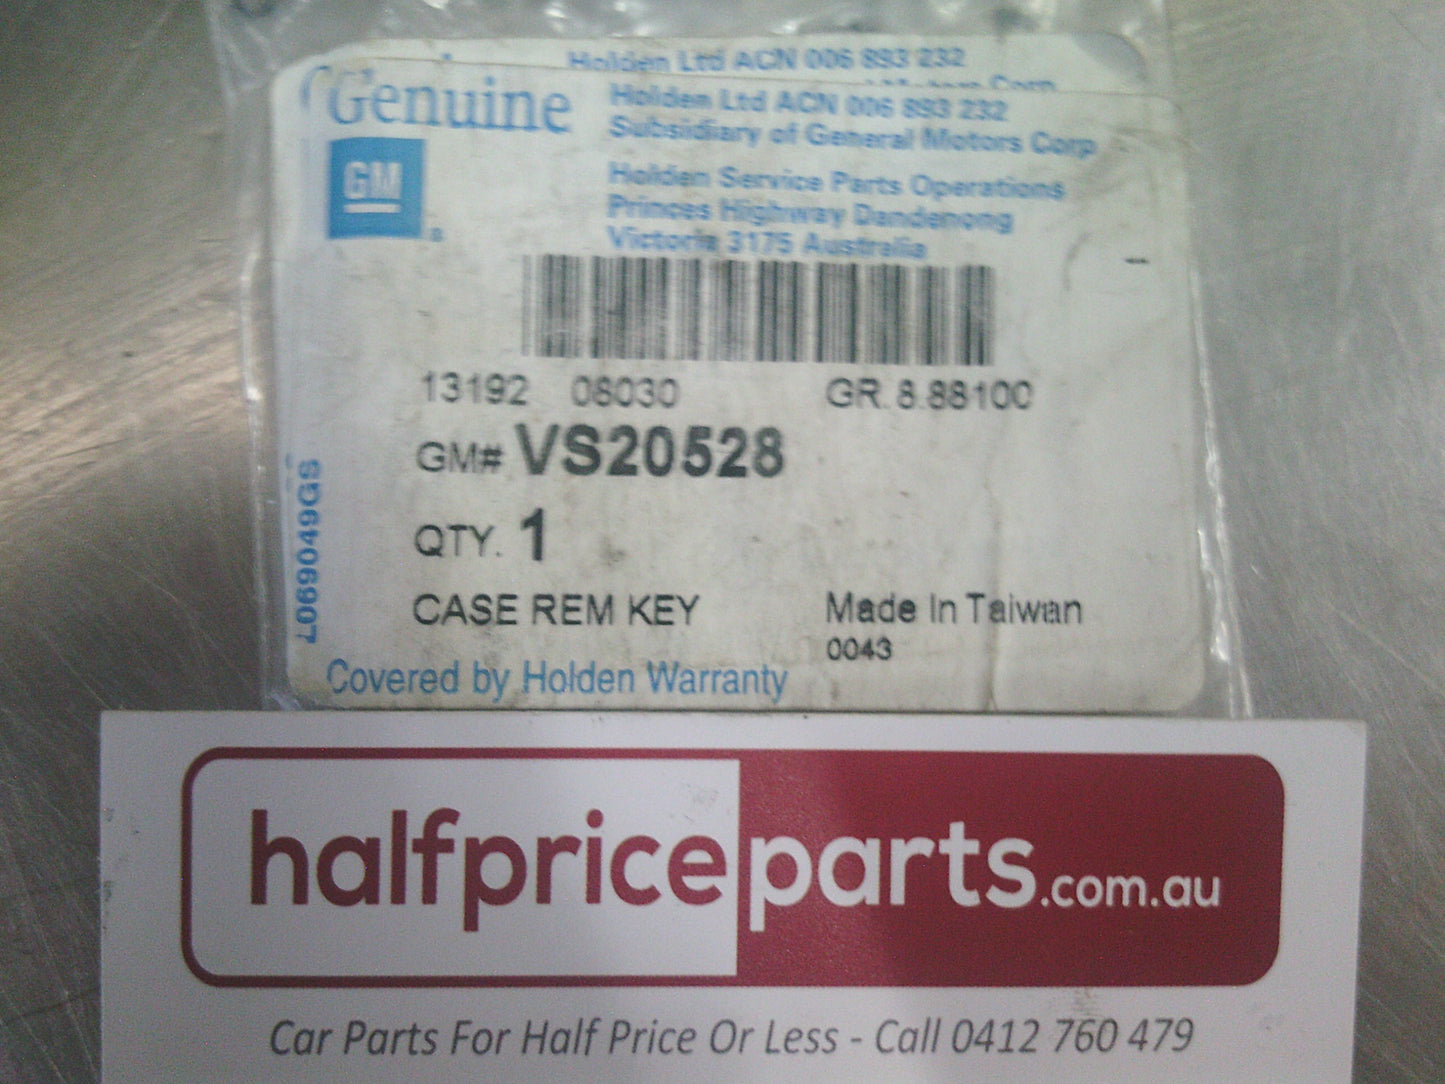 Holden Ltd ACN 006 893 232
Motors Corp
Genuine
Holden Ltd ACN 006 893 232
Subsidiary of General Motors Corp
GM
Holden Service Parts Operations
Princes Highway Dandenong
Victoria 3175 Australia
13192 08030 GR. 8.88100
GM# VS20528
QTY. 1
CASE REM KEY Made In Taiwan
0043
L069049GS
Covered by Holden Warranty
halfpriceparts.com.au
Car Parts For Half Price Or Less - Call 0412 760 479